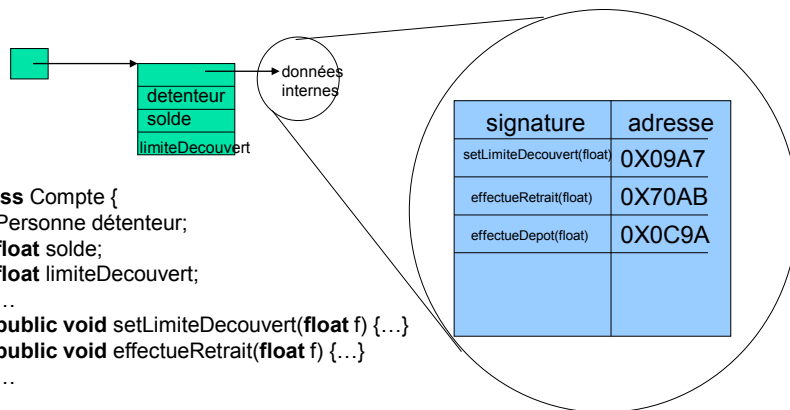 données
internes
detenteur
solde
limiteDecouvert
signature adresse
setLimiteDecouvert(float) 0X09A7
effectueRetrait(float) 0X70AB
effectueDepot(float) 0X0C9A
ss Compte {
Personne détenteur;
float solde;
float limiteDecouvert;
…
public void setLimiteDecouvert(float f) {…}
public void effectueRetrait(float f) {…}
…